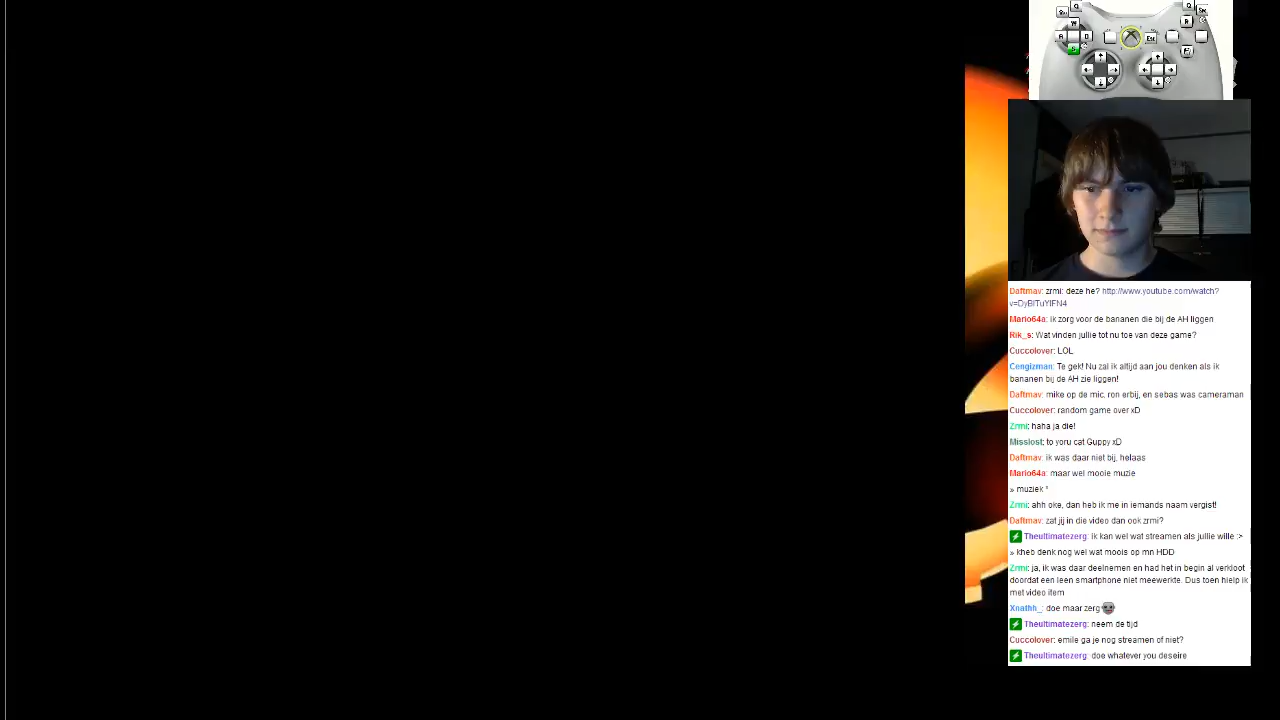 Q Q
W R
A D Esc
S
Daftmav: zrmi: deze he? http://www.youtube.com/watch?
v=DyBITuYlFN4
Mario64a: ik zorg voor de bananen die bij de AH liggen
Rik_s: Wat vinden jullie tot nu toe van deze game?
Cuccolover: LOL
Cengizman: Te gek! Nu zal ik altijd aan jou denken als ik
bananen bij de AH zie liggen!
Daftmav: mike op de mic, ron erbij, en sebas was cameraman
Cuccolover: random game over xD
Zrmi: haha ja die!
Misslost: to yoru cat Guppy xD
Daftmav: ik was daar niet bij, helaas
Mario64a: maar wel mooie muzie
» muziek *
Zrmi: ahh oke, dan heb ik me in iemands naam vergist!
Daftmav: zat jij in die video dan ook zrmi?
Theultimatezerg: ik kan wel wat streamen als jullie wille :>
» kheb denk nog wel wat moois op mn HDD
Zrmi: ja, ik was daar deelnemen en had het in begin al verkloot
doordat een leen smartphone niet meewerkte. Dus toen hielp ik
met video item
Xnathh_: doe maar zerg
Theultimatezerg: neem de tijd
Cuccolover: emile ga je nog streamen of niet?
Theultimatezerg: doe whatever you deseire